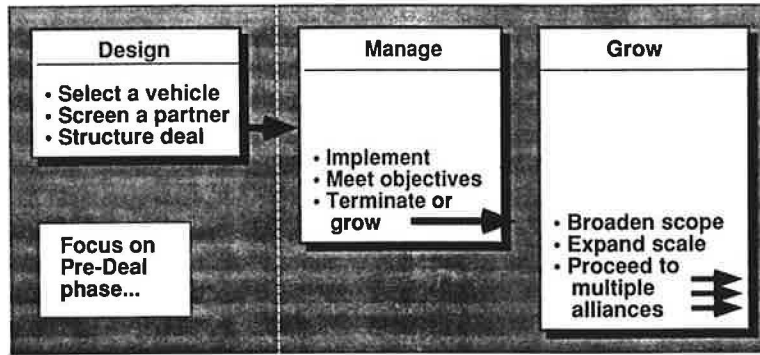 Design
• Select a vehicle
• Screen a partner
• Structure deal
Focus on
Pre-Deal
phase...
Manage
• Implement
• Meet objectives
• Terminate or
grow
Grow
• Broaden scope
• Expand scale
• Proceed to
multiple
alliances